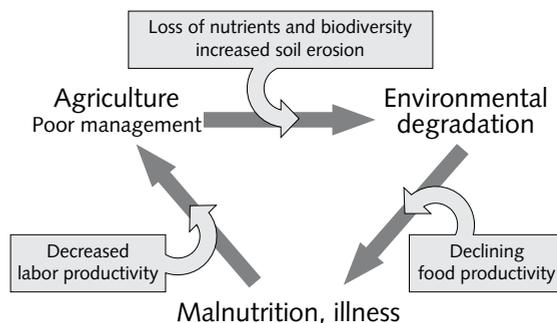 Loss of nutrients and biodiversity
increased soil erosion
Agriculture
Poor management
Environmental
degradation
Decreased
labor productivity
Declining
food productivity
Malnutrition, illness